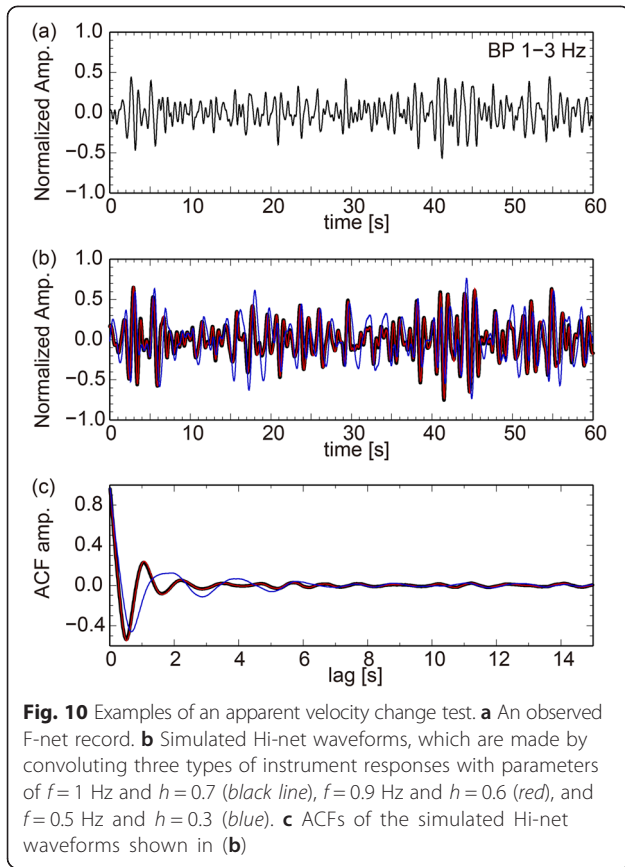 (a)
BP 1–3 Hz
Normalized Amp.
1.0
0.5
0.0
−0.5
−1.0
0 10 20 30 40 50 60
time [s]
(b)
Normalized Amp.
1.0
0.5
0.0
−0.5
−1.0
0 10 20 30 40 50 60
time [s]
(c)
ACF amp.
0.8
0.4
0.0
−0.4
0 2 4 6 8 10 12 14
lag [s]
Fig. 10 Examples of an apparent velocity change test. a An observed
F-net record. b Simulated Hi-net waveforms, which are made by
convoluting three types of instrument responses with parameters
of f = 1 Hz and h = 0.7 (black line), f = 0.9 Hz and h = 0.6 (red), and
f = 0.5 Hz and h = 0.3 (blue). c ACFs of the simulated Hi-net
waveforms shown in (b)